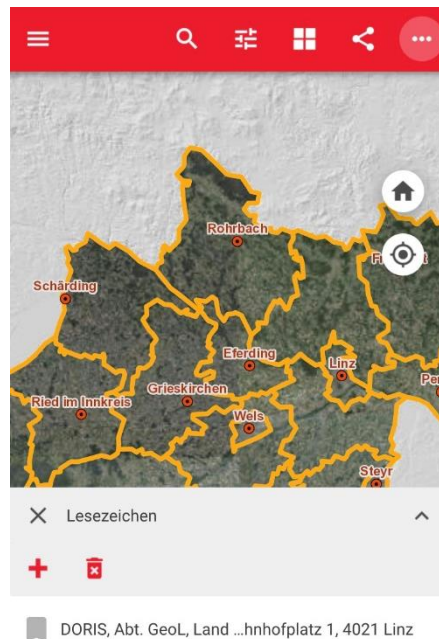 Rohrbach
Schärding
Eferding
Linz
Grieskirchen
Ried im Innkreis
Wels
Steyr
Lesezeichen
DORIS, Abt. GeoL, Land ...hnhofplatz 1, 4021 Linz